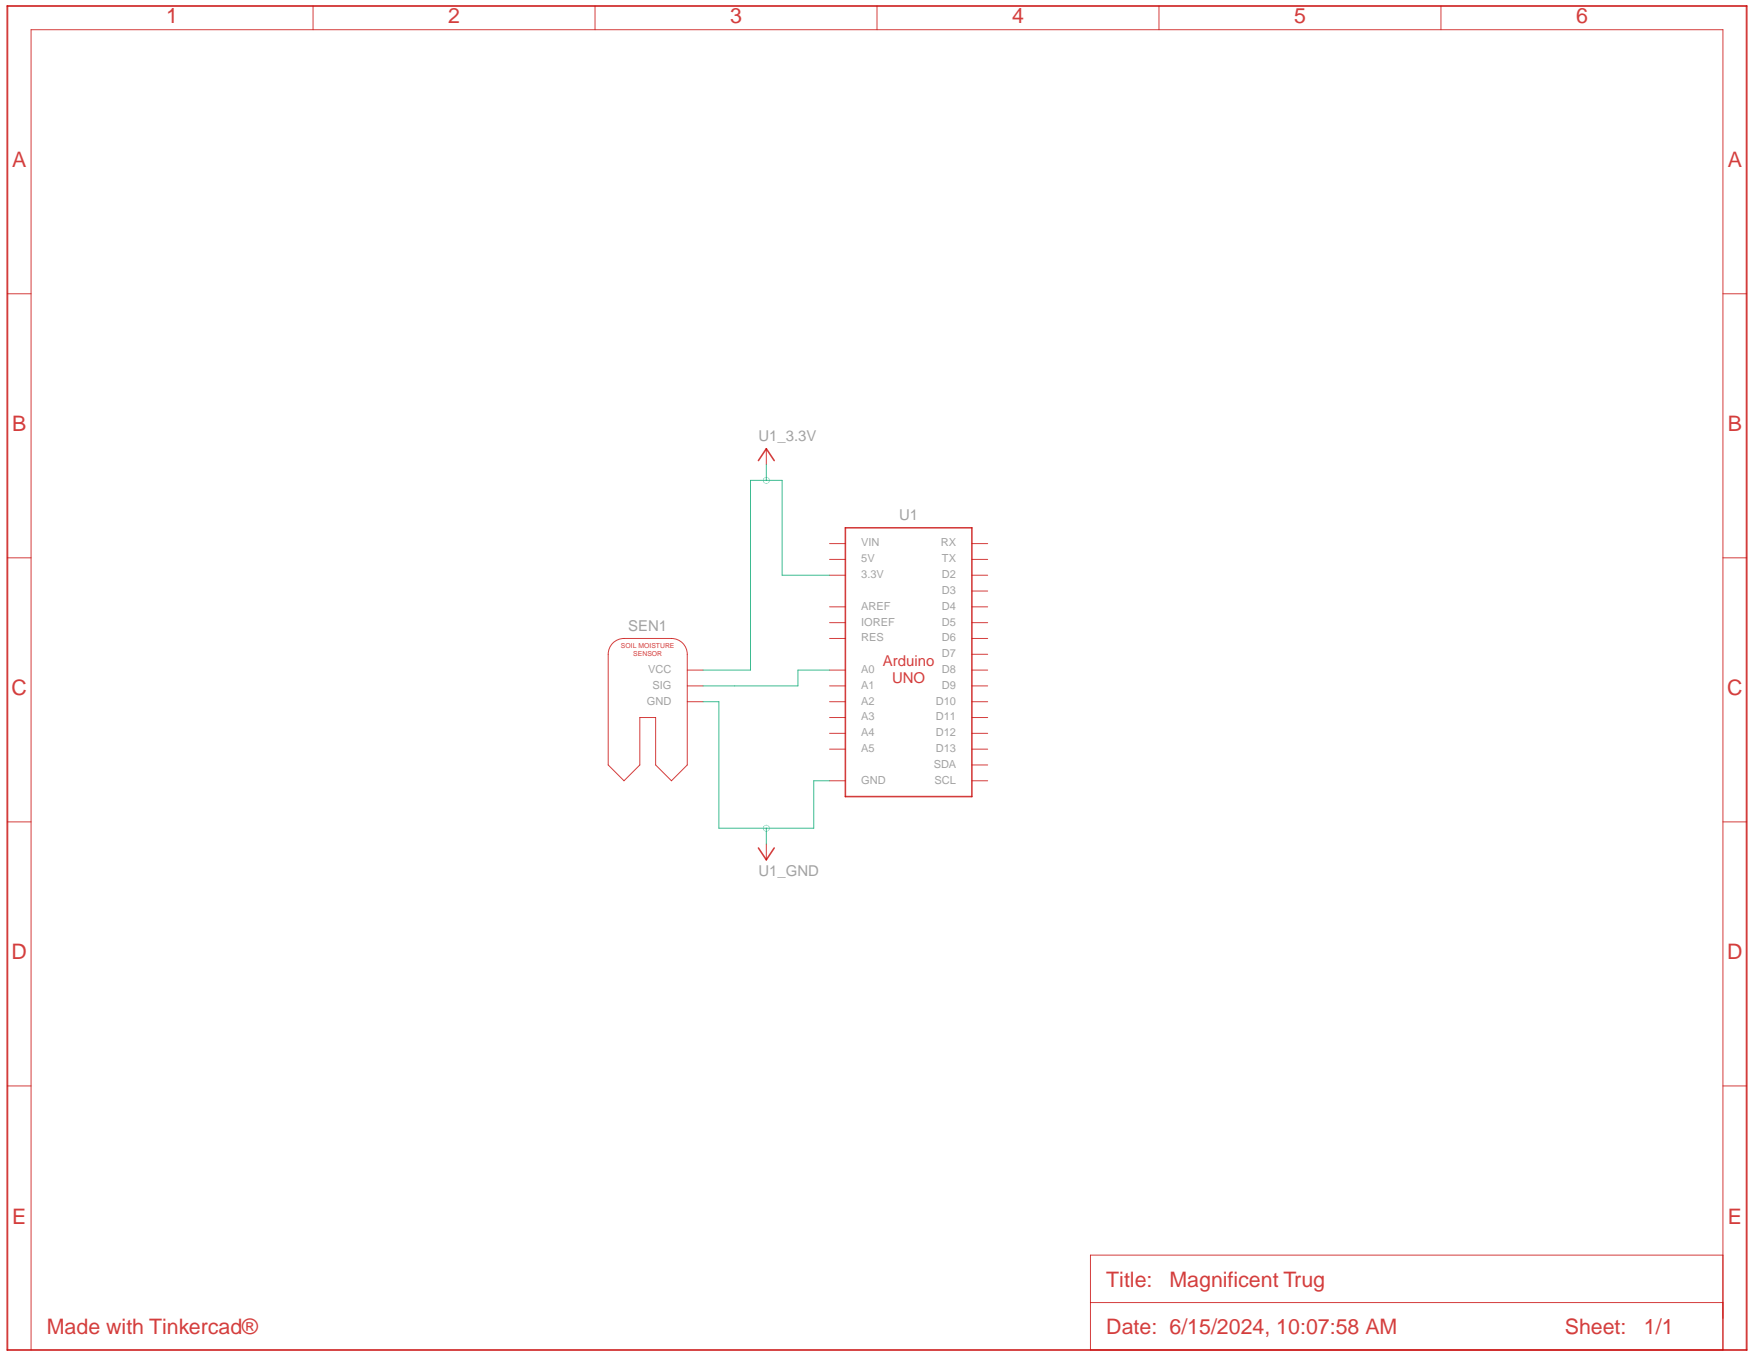 1 2 3 4 5 6
A A
B B
U1_3.3V
U1
VIN RX
5V TX
3.3V D2
D3
AREF D4
IOREF D5
SEN1
RES D6
SOIL MOISTURE
SENSOR
D7
Arduino
VCC A0 D8
UNO
C SIG A1 D9 C
GND A2 D10
A3 D11
A4 D12
A5 D13
SDA
GND SCL
U1_GND
D D
E E
Title: Magnificent Trug
Made with Tinkercad®
Date: 6/15/2024, 10:07:58 AM Sheet: 1/1